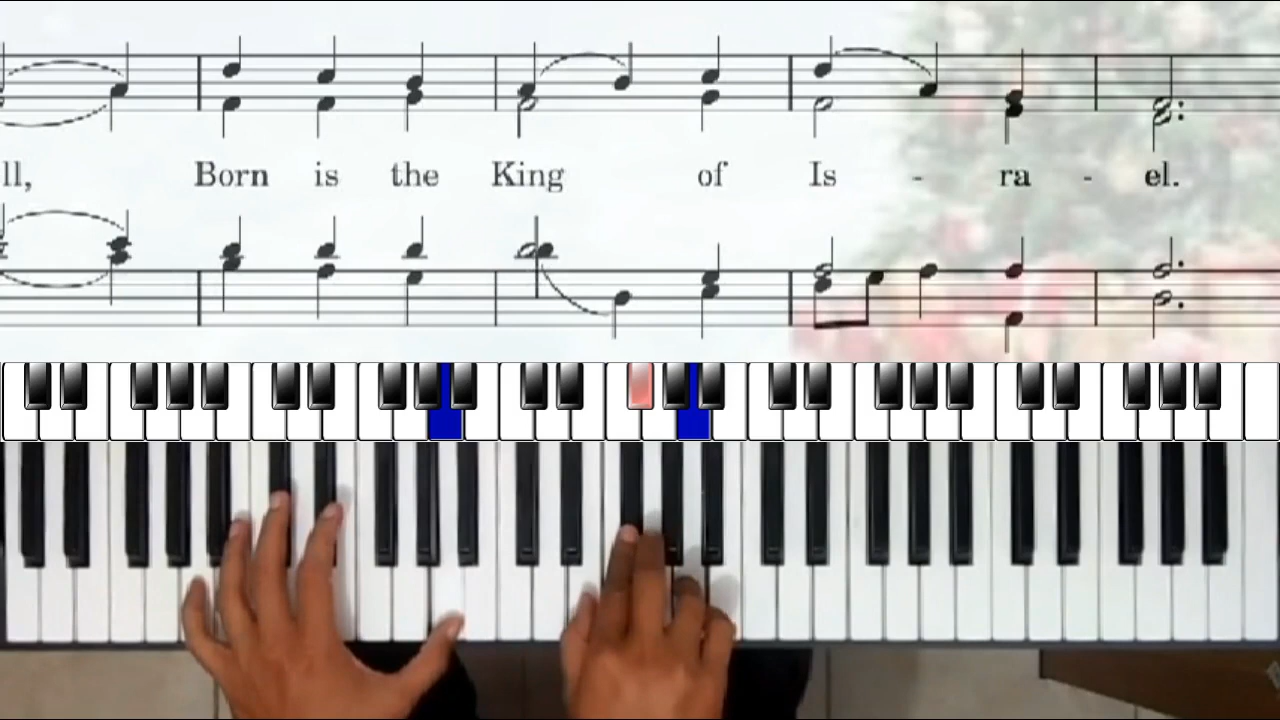 ll, Born is the King of Is - ra - el.